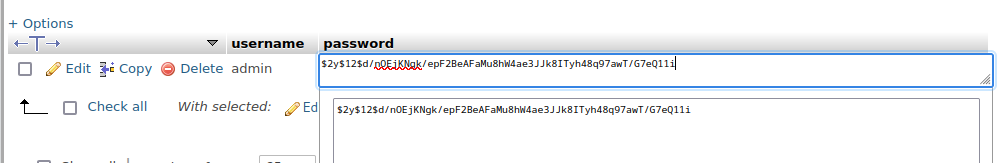 + Options
←T→ ▼ username password
Edit Copy Delete admin $2y$12$d/nOEjKNgk/epF2BeAFaMu8hW4ae3JJk8ITyh48q97awT/G7eQ11i
Check all With selected: Ed
$2y$12$d/nOEjKNgk/epF2BeAFaMu8hW4ae3JJk8ITyh48q97awT/G7eQ11i